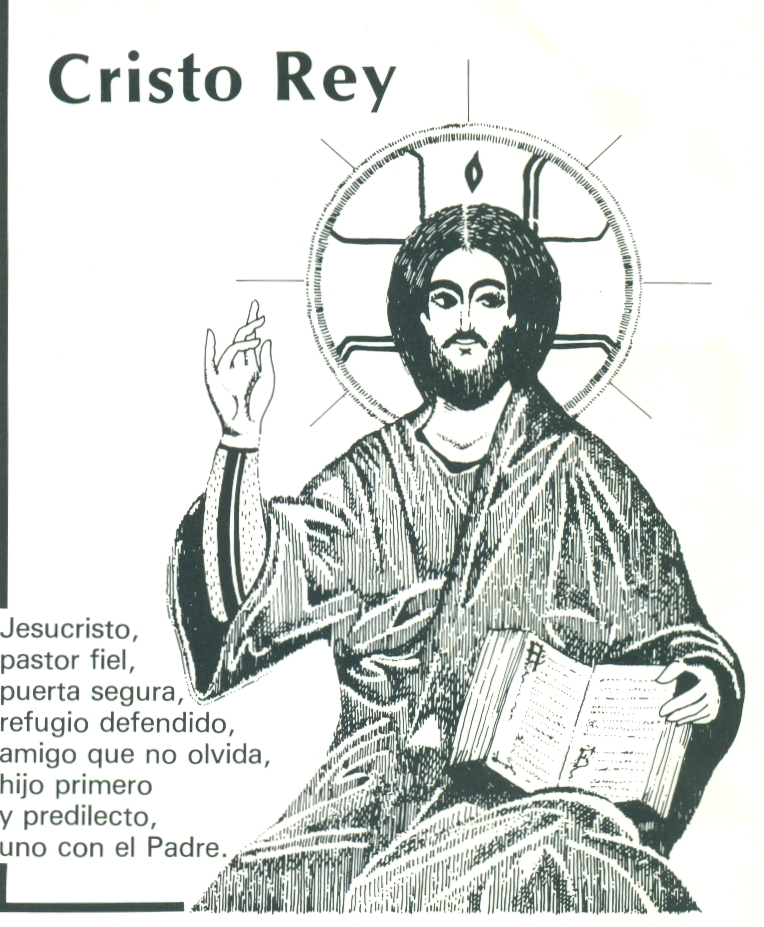 Cristo Rey
Jesucristo,
pastor fiel,
puerta segura,
refugio defendido,
amigo que no olvida,
hijo primero
y predilecto,
uno con el Padre.